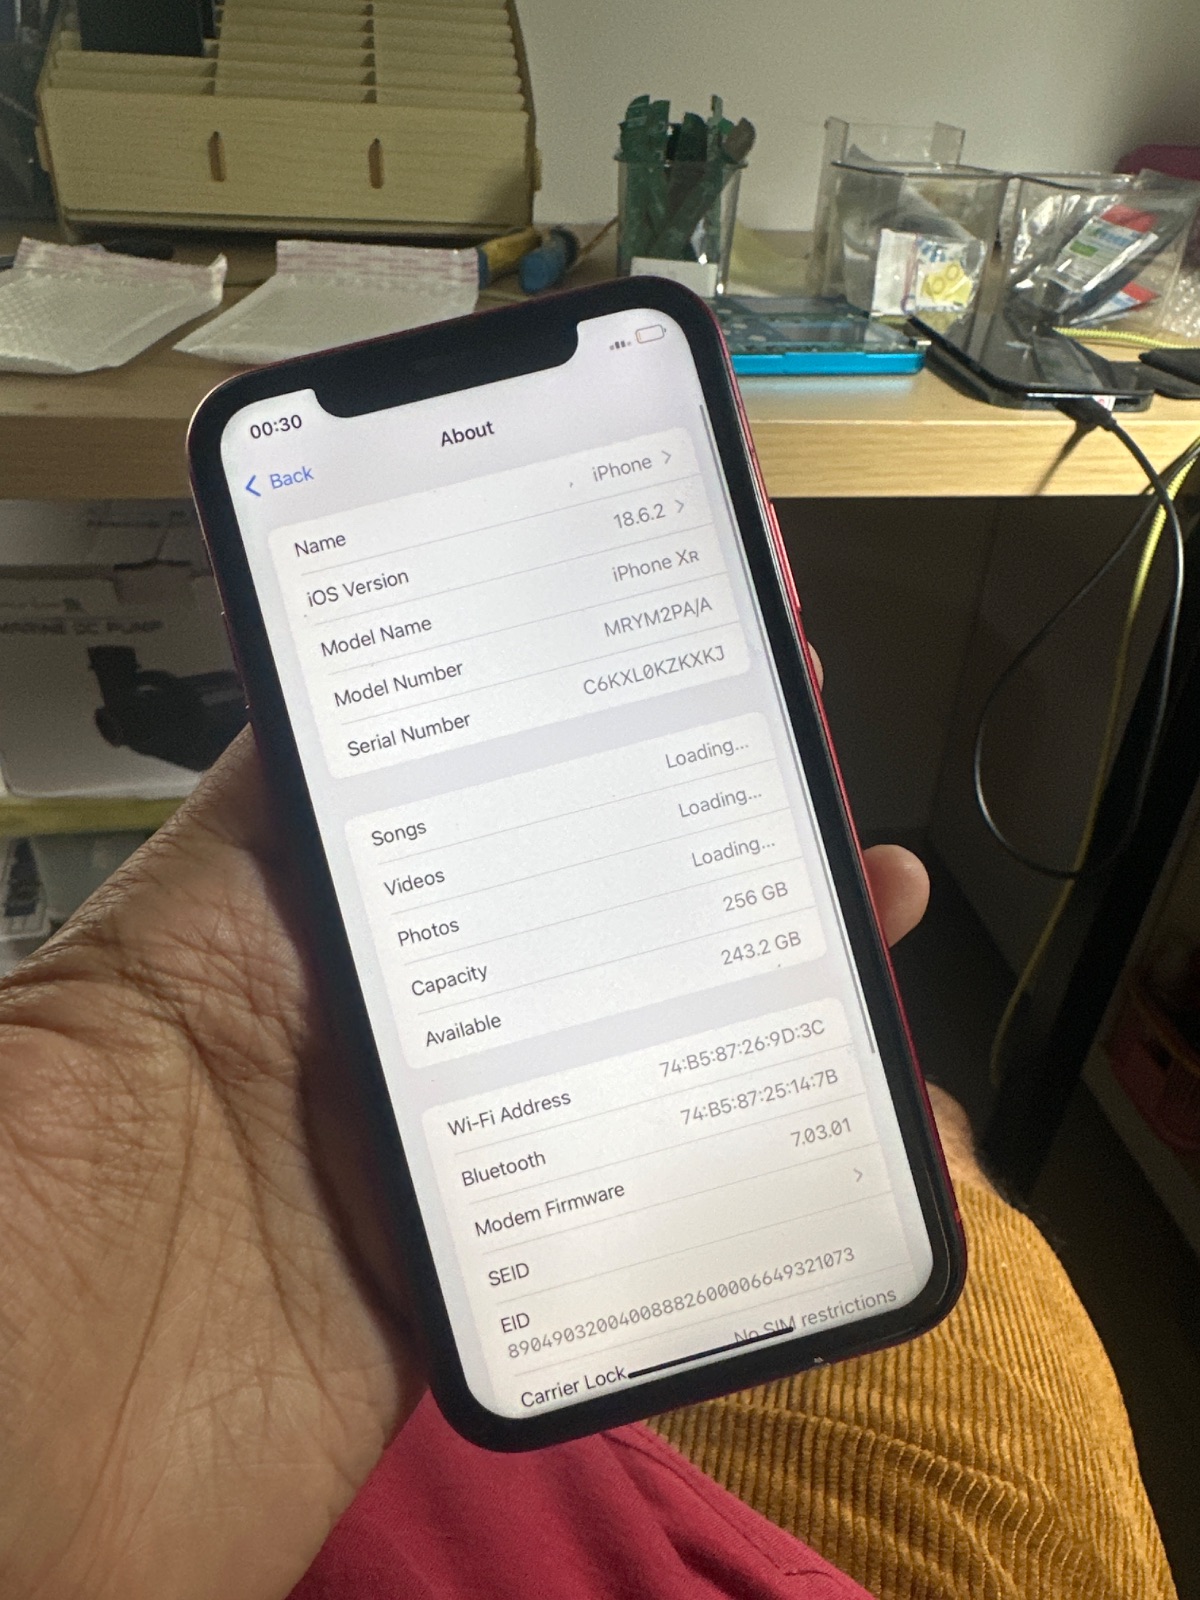 00:30
Back
About
Name iPhone
iOS Version 18.6.2
Model Name iPhone XR
Model Number MRYM2PA/A
Serial Number C6KXL0KZKXKJ
Songs Loading...
Videos Loading...
Photos Loading...
Capacity 256 GB
Available 243.2 GB
Wi-Fi Address 74:B5:87:26:9D:3C
Bluetooth 74:B5:87:25:14:7B
Modem Firmware 7.03.01
SEID
EID
89049032004008882600006649321073
Carrier Lock No SIM restrictions
DC PUMP